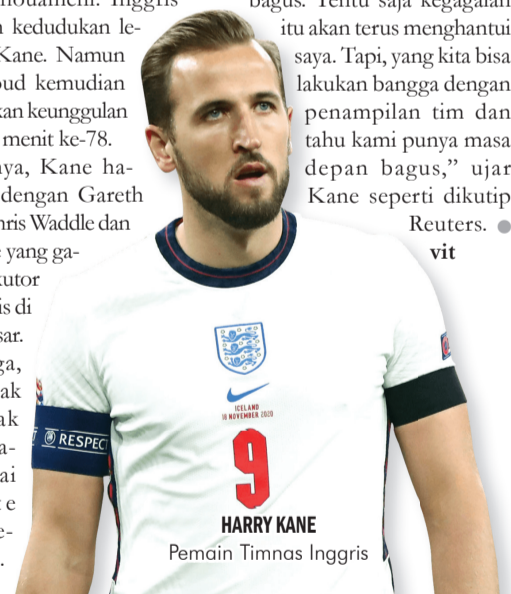 kedudukan le-
Kane. Namun
kemudian
keunggulan
menit ke-78.
Kane ha-
dengan Gareth
Waddle dan
yang ga-
is di
bagus. Tentu saja kegagalan
itu akan terus menghantui
saya. Tapi, yang kita bisa
lakukan bangga dengan
penampilan tim dan
tahu kami punya masa
depan bagus,” ujar
Kane seperti dikutip
Reuters. ●
vit
RESPECT
ICELAND
18 NOVEMBER 2020
9
HARRY KANE
Pemain Timnas Inggris